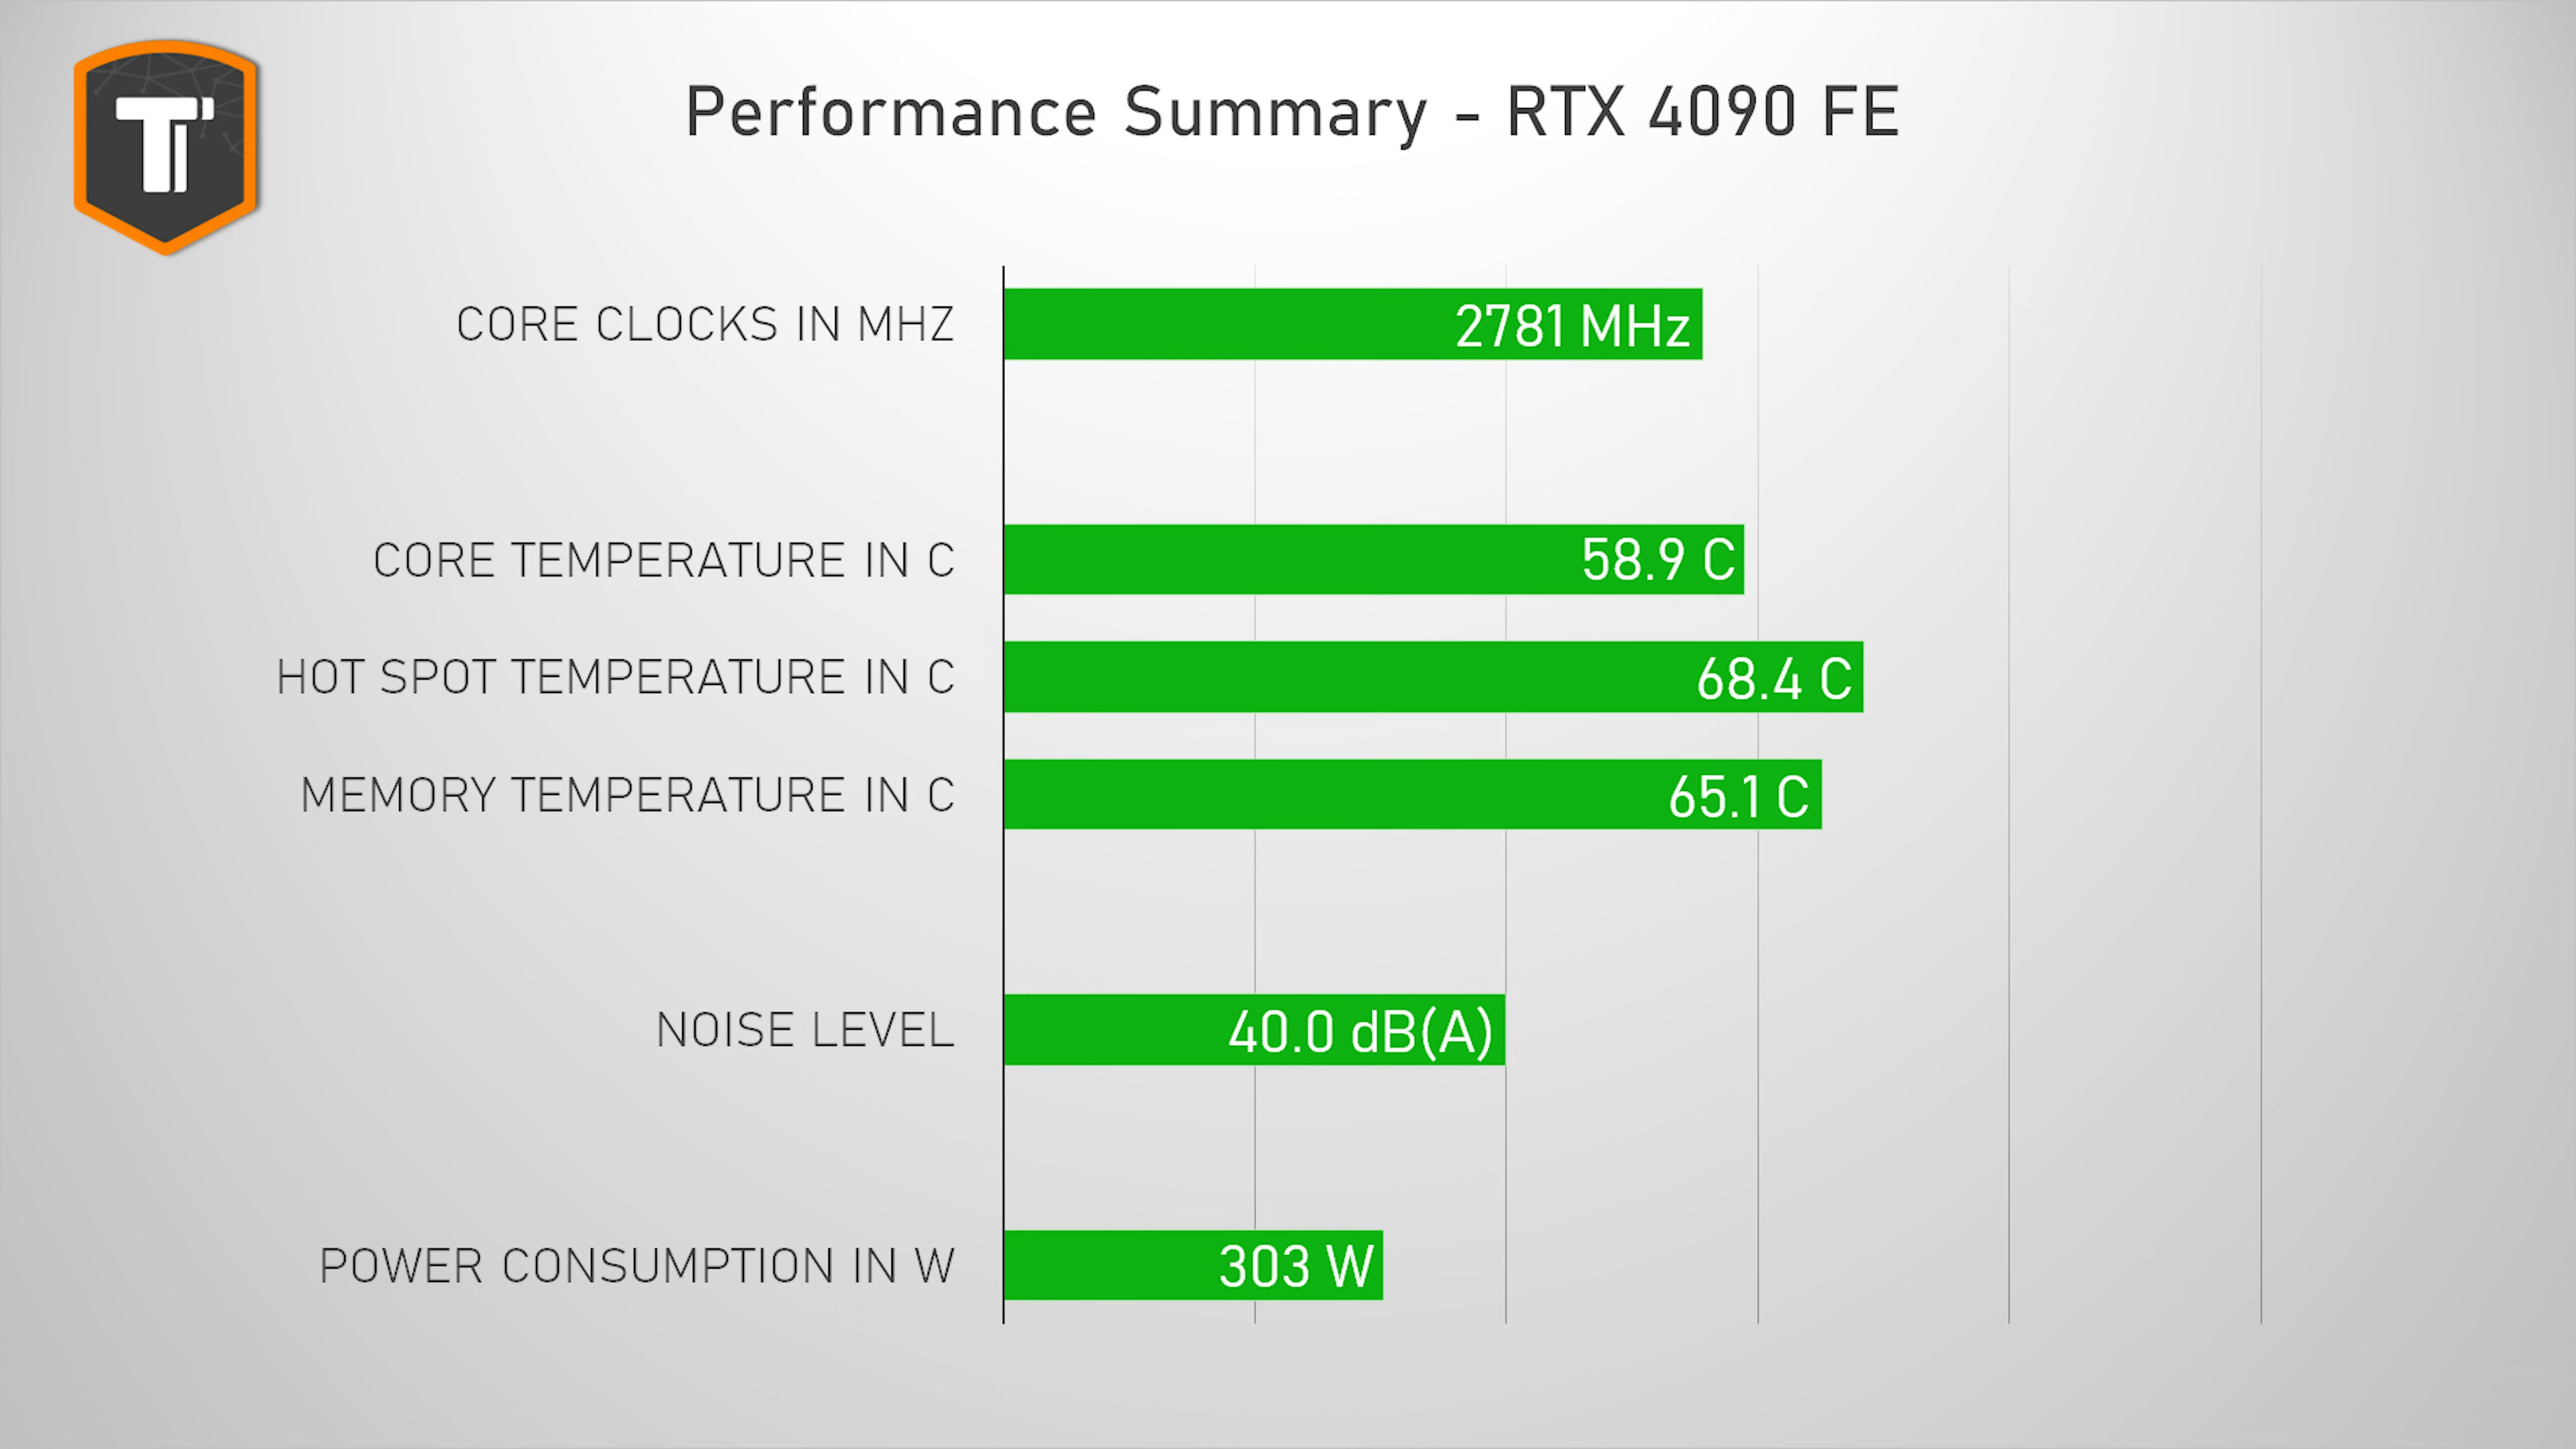 Performance Summary - RTX 4090 FE
CORE CLOCKS IN MHZ 2781 MHz
CORE TEMPERATURE IN C 58.9 C
HOT SPOT TEMPERATURE IN C 68.4 C
MEMORY TEMPERATURE IN C 65.1 C
NOISE LEVEL 40.0 dB(A)
POWER CONSUMPTION IN W 303 W